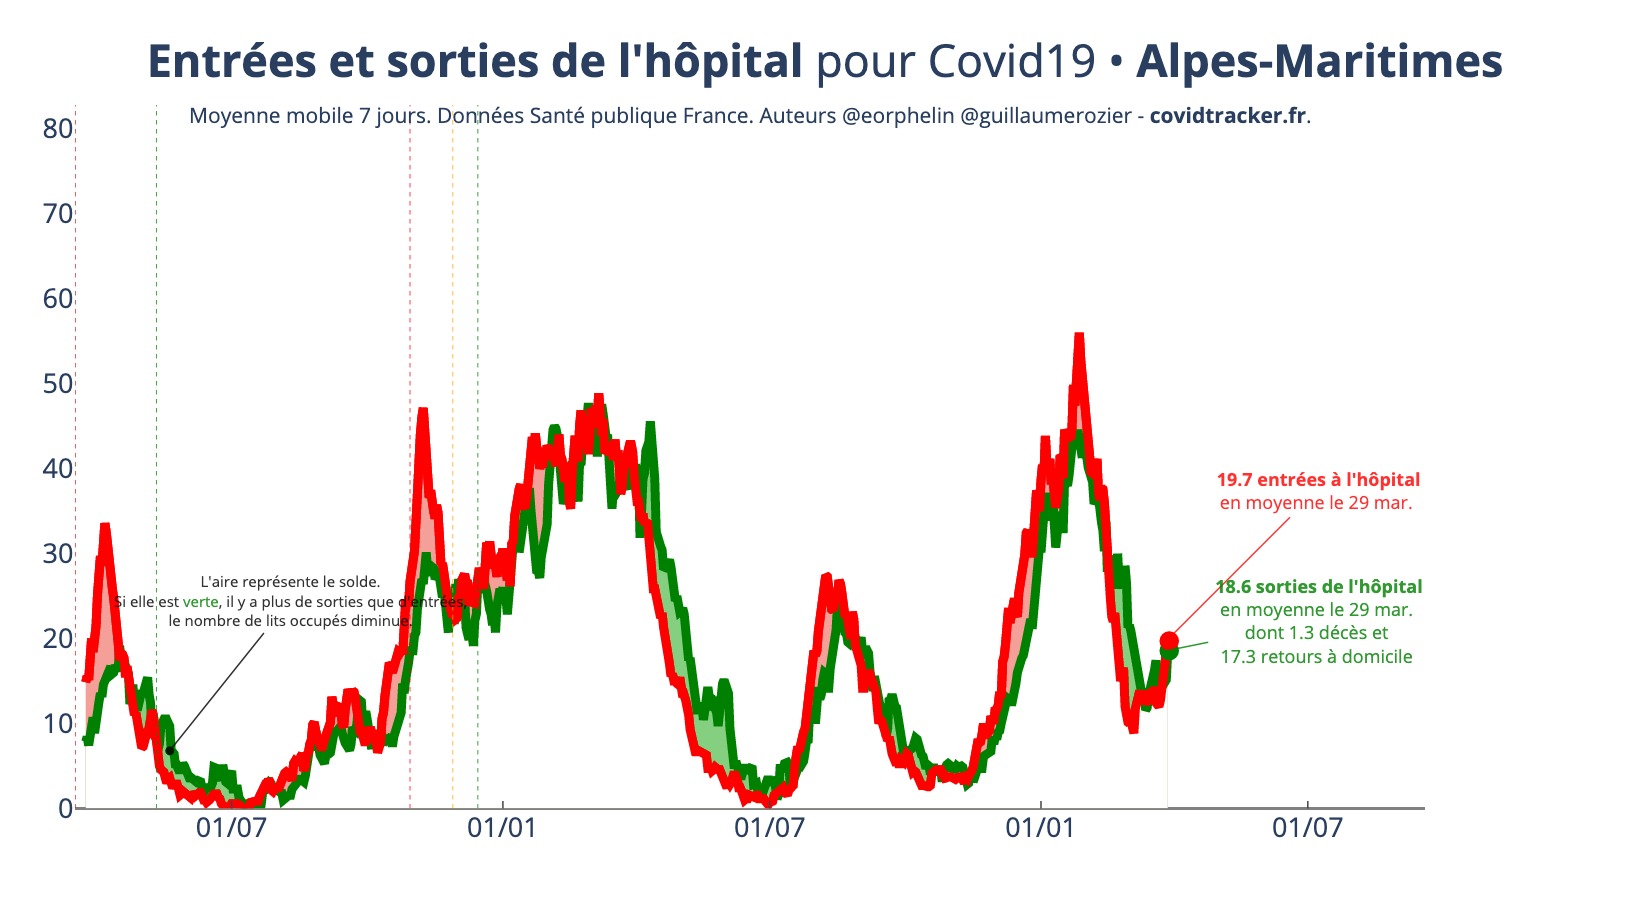 Entrées et sorties de l'hôpital pour Covid19 • Alpes-Maritimes
Moyenne mobile 7 jours. Données Santé publique France. Auteurs @eorphelin @guillaumerozier - covidtracker.fr.
80
70
60
50
40
30
20
10
0
L'aire représente le solde.
Si elle est verte, il y a plus de sorties que d'entrées,
le nombre de lits occupés diminue.
19.7 entrées à l'hôpital
en moyenne le 29 mar.
18.6 sorties de l'hôpital
en moyenne le 29 mar.
dont 1.3 décès et
17.3 retours à domicile
01/07
01/01
01/07
01/01
01/07